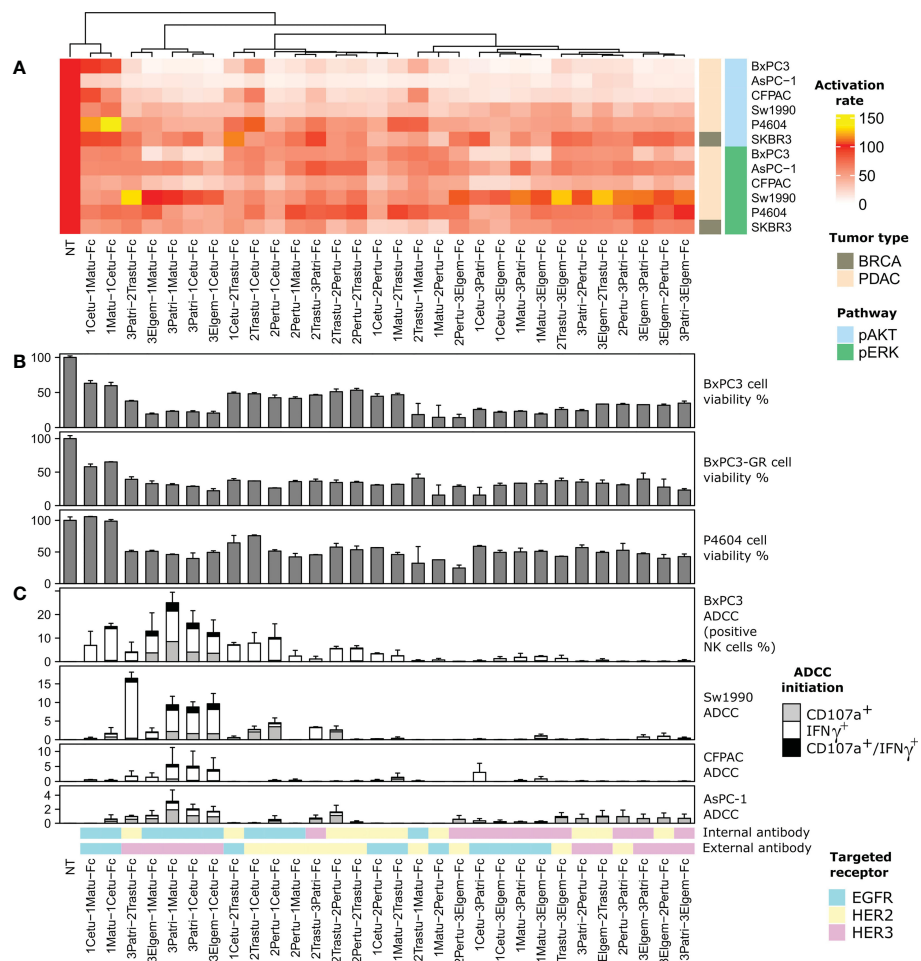 A
BxPC3
AsPC−1
CFPAC
Sw1990
P4604
SKBR3
BxPC3
AsPC−1
CFPAC
Sw1990
P4604
SKBR3
NT
1Cetu−1Matu−Fc
1Matu−1Cetu−Fc
3Patri−2Trastu−Fc
3Elgem−1Matu−Fc
3Patri−1Matu−Fc
3Patri−1Cetu−Fc
3Elgem−1Cetu−Fc
1Cetu−2Trastu−Fc
2Trastu−1Cetu−Fc
2Pertu−1Cetu−Fc
2Pertu−1Matu−Fc
2Trastu−3Patri−Fc
2Trastu−2Pertu−Fc
2Pertu−2Trastu−Fc
1Cetu−2Pertu−Fc
1Matu−2Trastu−Fc
2Trastu−1Matu−Fc
1Matu−2Pertu−Fc
2Pertu−3Elgem−Fc
1Cetu−3Patri−Fc
1Cetu−3Elgem−Fc
1Matu−3Patri−Fc
1Matu−3Elgem−Fc
2Trastu−3Elgem−Fc
3Patri−2Pertu−Fc
3Elgem−2Trastu−Fc
2Pertu−3Patri−Fc
3Elgem−3Patri−Fc
3Elgem−2Pertu−Fc
3Patri−3Elgem−Fc
Activation
rate
150
100
50
0
Tumor type
BRCA
PDAC
Pathway
pAKT
pERK
B
100
50
0
BxPC3 cell
viability %
100
50
0
BxPC3-GR cell
viability %
100
50
0
P4604 cell
viability %
C
20
10
0
BxPC3
ADCC
(positive
NK cells %)
15
10
5
0
Sw1990
ADCC
10
5
0
CFPAC
ADCC
4
2
0
AsPC-1
ADCC
ADCC
initiation
CD107a+
IFNγ+
CD107a+/IFNγ+
Internal antibody
External antibody
NT
1Cetu−1Matu−Fc
1Matu−1Cetu−Fc
3Patri−2Trastu−Fc
3Elgem−1Matu−Fc
3Patri−1Matu−Fc
3Patri−1Cetu−Fc
3Elgem−1Cetu−Fc
1Cetu−2Trastu−Fc
2Trastu−1Cetu−Fc
2Pertu−1Cetu−Fc
2Pertu−1Matu−Fc
2Trastu−3Patri−Fc
2Trastu−2Pertu−Fc
2Pertu−2Trastu−Fc
1Cetu−2Pertu−Fc
1Matu−2Trastu−Fc
2Trastu−1Matu−Fc
1Matu−2Pertu−Fc
2Pertu−3Elgem−Fc
1Cetu−3Patri−Fc
1Cetu−3Elgem−Fc
1Matu−3Patri−Fc
1Matu−3Elgem−Fc
Trastu−3Elgem−Fc
3Patri−2Pertu−Fc
Elgem−2Trastu−Fc
2Pertu−3Patri−Fc
3Elgem−3Patri−Fc
3Elgem−2Pertu−Fc
3Patri−3Elgem−Fc
Targeted
receptor
EGFR
HER2
HER3